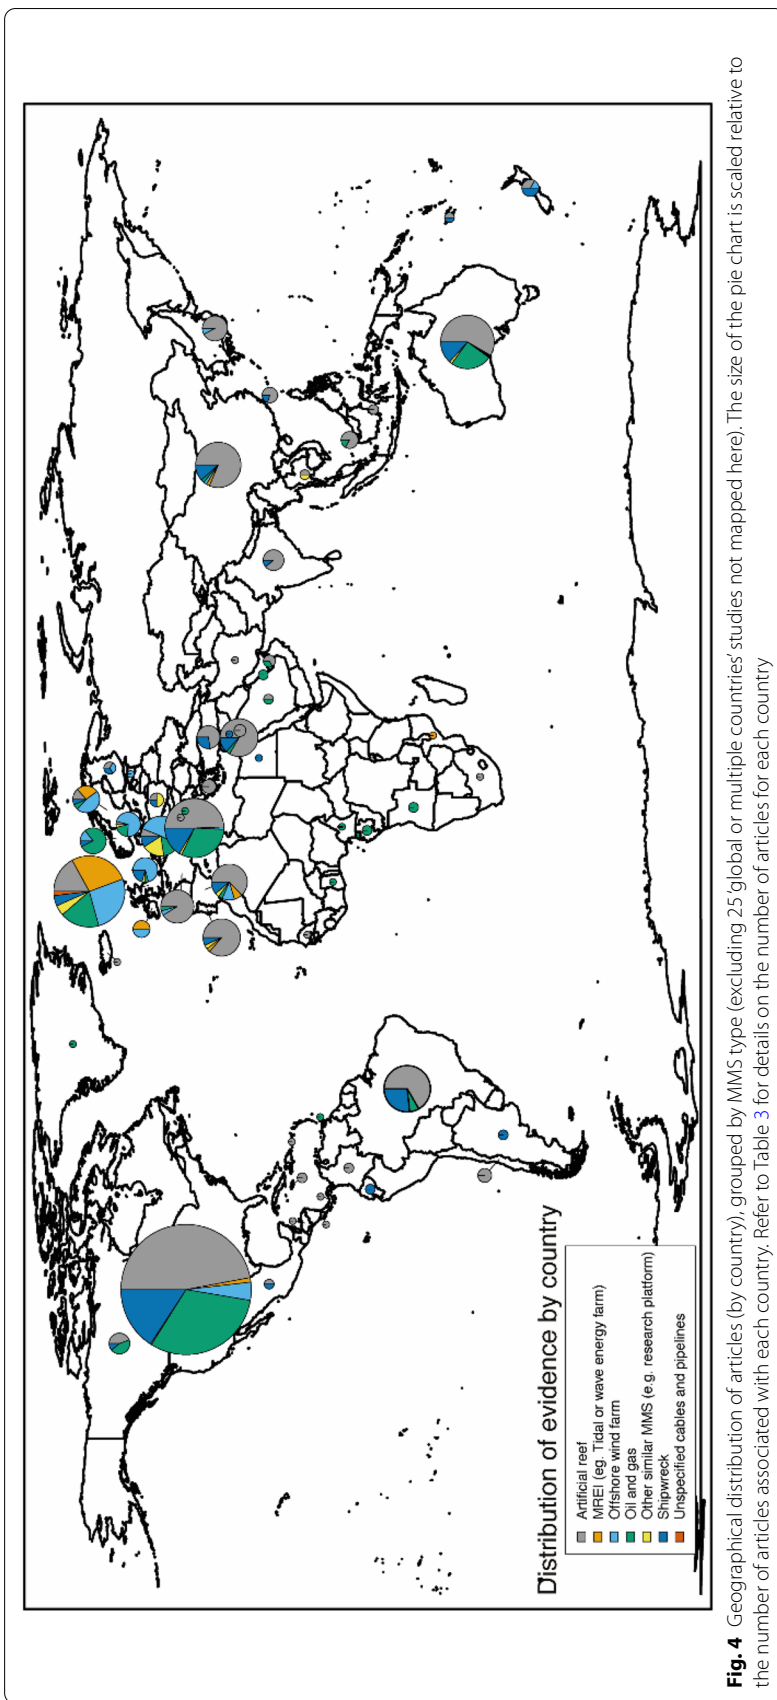 Distribution of evidence by country
Artificial reef
MREI (eg. Tidal or wave energy farm)
Offshore wind farm
Oil and gas
Other similar MMS (e.g. research platform)
Shipwreck
Unspecified cables and pipelines
Fig. 4 Geographical distribution of articles (by country), grouped by MMS type (excluding 25 'global or multiple countries' studies not mapped here). The size of the pie chart is scaled relative to
the number of articles associated with each country. Refer to Table 3 for details on the number of articles for each country